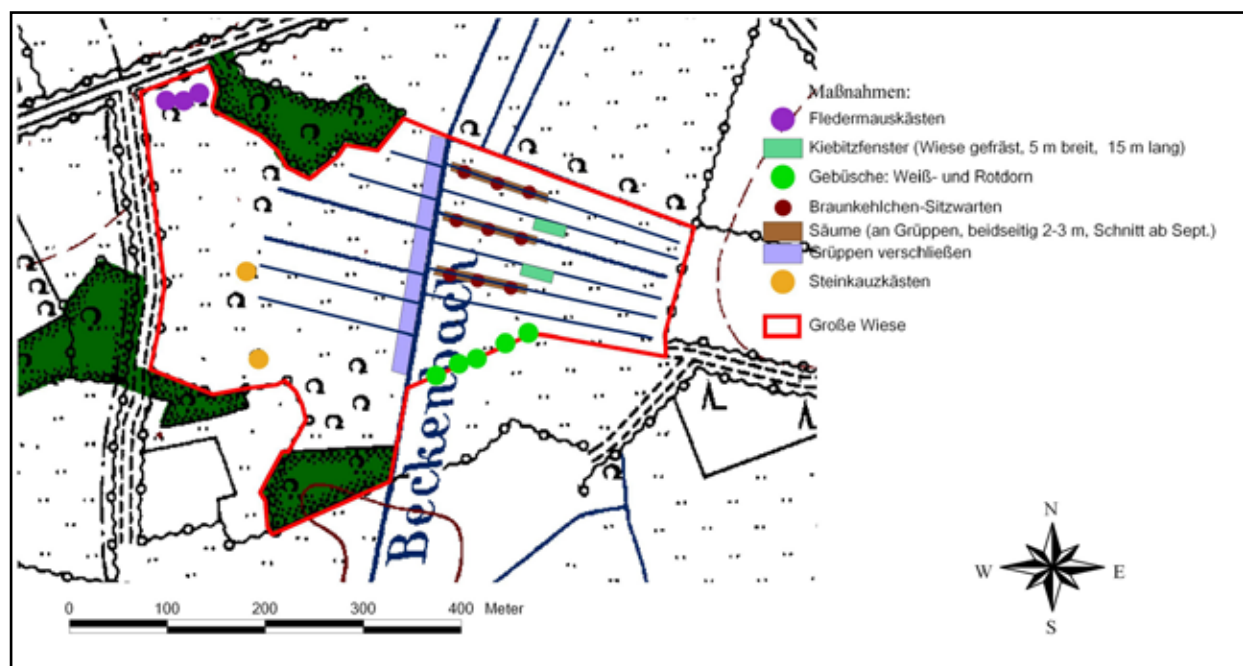 Maßnahmen:
Fledermauskästen
Kiebitzfenster (Wiese gefräst, 5 m breit, 15 m lang)
Gebüsche: Weiß- und Rotdorn
Braunkehlchen-Sitzwarten
Säume (an Grüppen, beidseitig 2-3 m, Schnitt ab Sept.)
Grüppen verschließen
Steinkauzkästen
Große Wiese
Beckenbach
N
W E
S
0 100 200 300 400 Meter